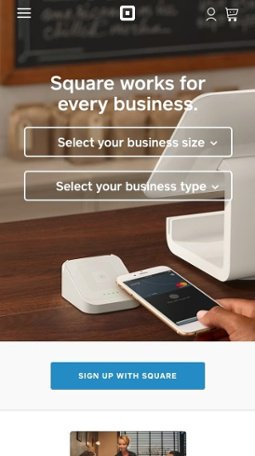 Square works for
every business.
Select your business size
Select your business type
SIGN UP WITH SQUARE